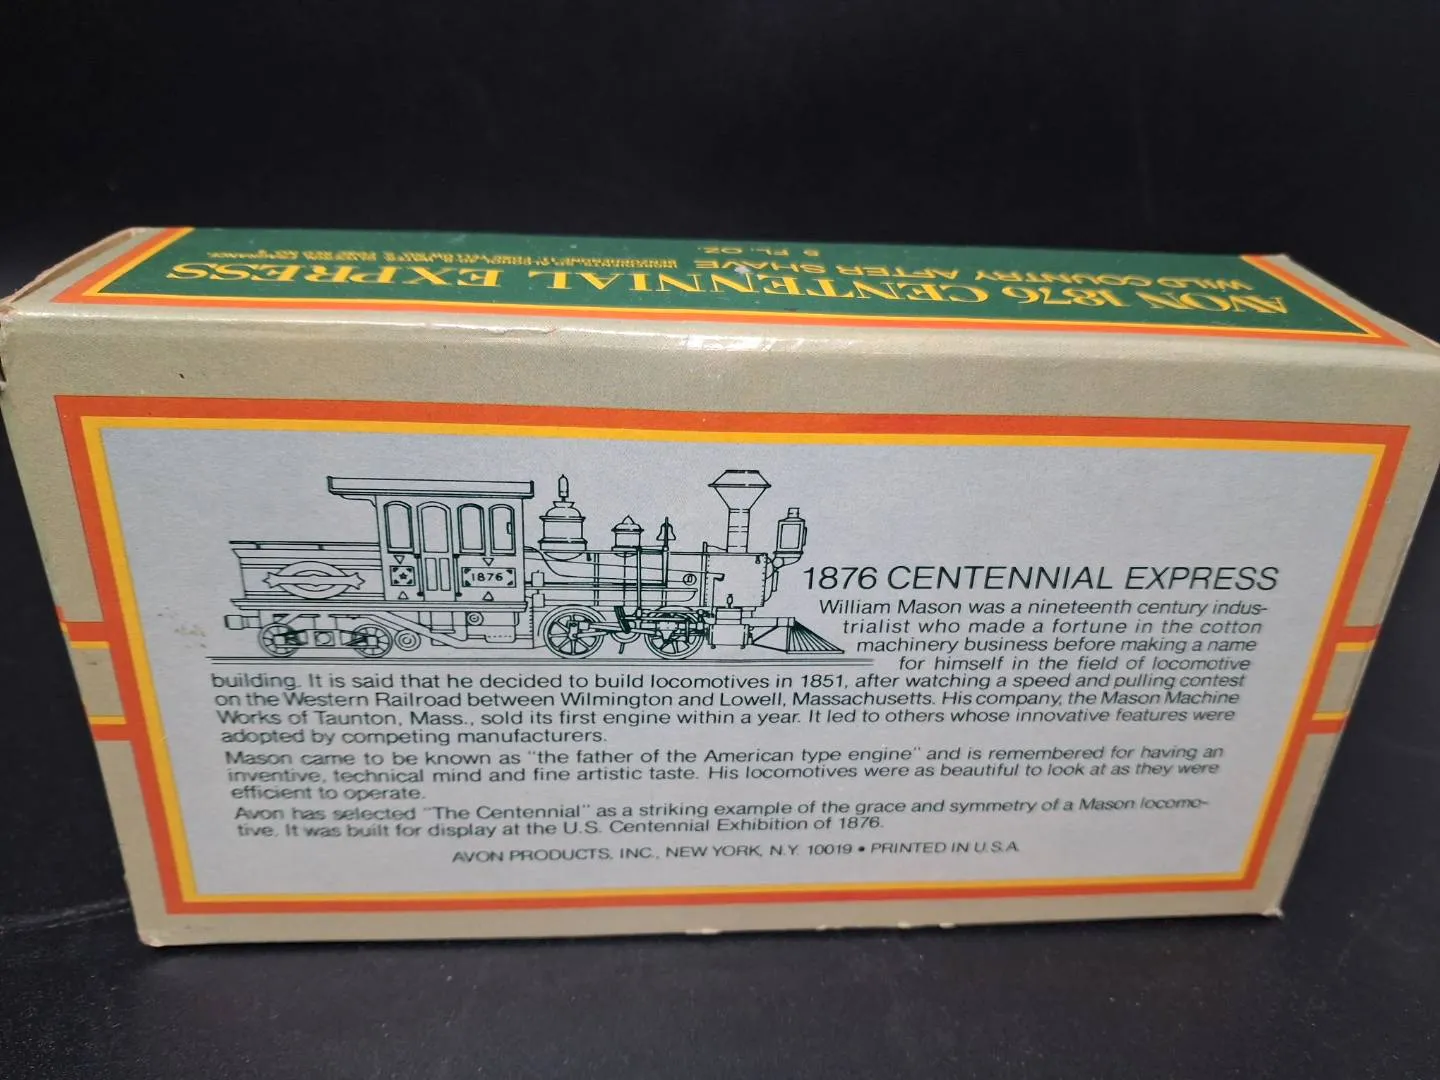 AVON 1876 CENTENNIAL EXPRESS
WILD COUNTRY AFTER SHAVE
5 FL. OZ.
1876
1876 CENTENNIAL EXPRESS
William Mason was a nineteenth century indus-
trialist who made a fortune in the cotton
machinery business before making a name
for himself in the field of locomotive
building. It is said that he decided to build locomotives in 1851, after watching a speed and pulling contest
on the Western Railroad between Wilmington and Lowell, Massachusetts. His company, the Mason Machine
Works of Taunton, Mass., sold its first engine within a year. It led to others whose innovative features were
adopted by competing manufacturers.
Mason came to be known as "the father of the American type engine" and is remembered for having an
inventive, technical mind and fine artistic taste. His locomotives were as beautiful to look at as they were
efficient to operate.
Avon has selected "The Centennial" as a striking example of the grace and symmetry of a Mason locomo-
tive. It was built for display at the U.S. Centennial Exhibition of 1876.
AVON PRODUCTS, INC., NEW YORK, N.Y. 10019 • PRINTED IN U.S.A.